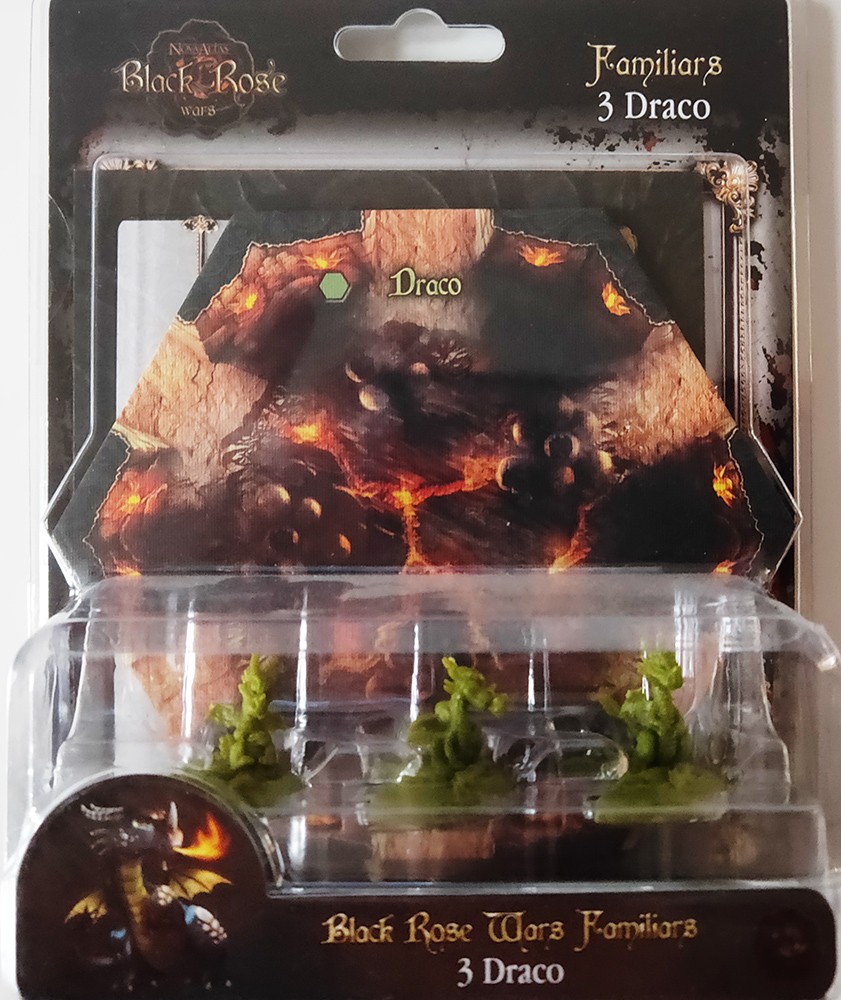 Nova Aetas
Black Rose
wars
Familiars
3 Draco
Draco
Black Rose Wars Familiars
3 Draco